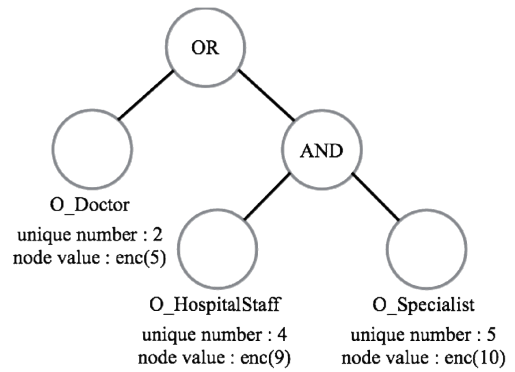 OR
AND
O_Doctor
unique number : 2
node value : enc(5)
O_HospitalStaff
unique number : 4
node value : enc(9)
O_Specialist
unique number : 5
node value : enc(10)